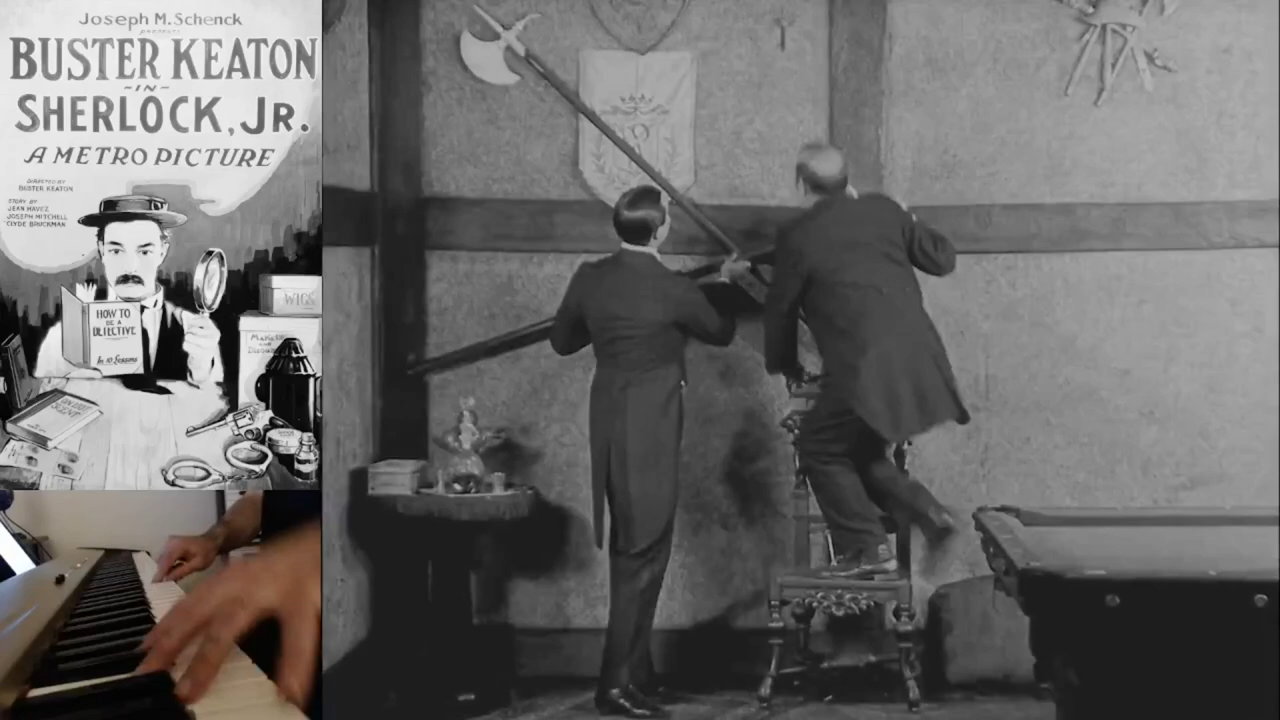 Joseph M. Schenck
presents
BUSTER KEATON
-IN-
SHERLOCK, JR.
A METRO PICTURE
DIRECTED BY
BUSTER KEATON
STORY BY
JEAN HAVEZ
JOSEPH MITCHELL
CLYDE BRUCKMAN
WIGS
HOW TO
BE A
DETECTIVE
In 10 Lessons